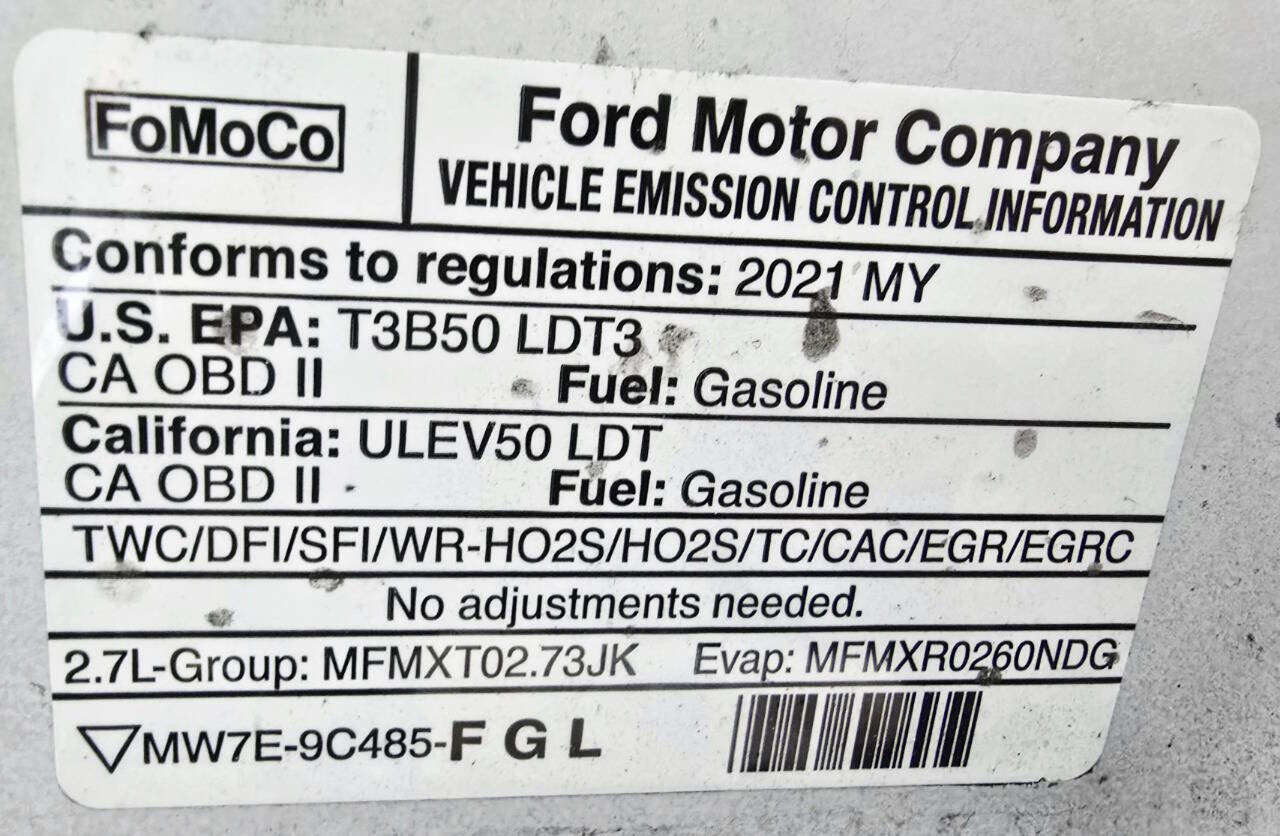 FoMoCo
Ford Motor Company
VEHICLE EMISSION CONTROL INFORMATION
Conforms to regulations: 2021 MY
U.S. EPA: T3B50 LDT3
CA OBD II Fuel: Gasoline
California: ULEV50 LDT
CA OBD II Fuel: Gasoline
TWC/DFI/SFI/WR-HO2S/HO2S/TC/CAC/EGR/EGRC
No adjustments needed.
2.7L-Group: MFMXT02.73JK Evap: MFMXR0260NDG
MW7E-9C485-F G L